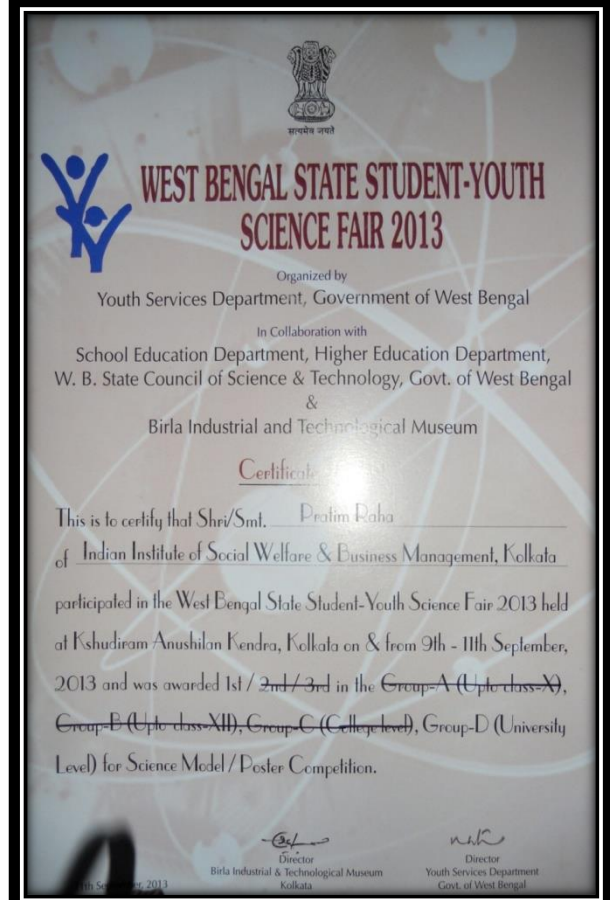 सत्यमेव जयते
WEST BENGAL STATE STUDENT-YOUTH
SCIENCE FAIR 2013
Organized by
Youth Services Department, Government of West Bengal
In Collaboration with
School Education Department, Higher Education Department,
W. B. State Council of Science & Technology, Govt. of West Bengal
&
Birla Industrial and Technological Museum
Certificate
This is to certify that Shri/Smt. Pratim Raha
of Indian Institute of Social Welfare & Business Management, Kolkata
participated in the West Bengal State Student-Youth Science Fair 2013 held
at Kshudiram Anushilan Kendra, Kolkata on & from 9th - 11th September,
2013 and was awarded 1st / 2nd / 3rd in the Group-A (Upto class-X),
Group-B (Upto class-XII), Group-C (College level), Group-D (University
Level) for Science Model / Poster Competition.
Director
Birla Industrial & Technological Museum
Kolkata
Director
Youth Services Department
Govt. of West Bengal
2013